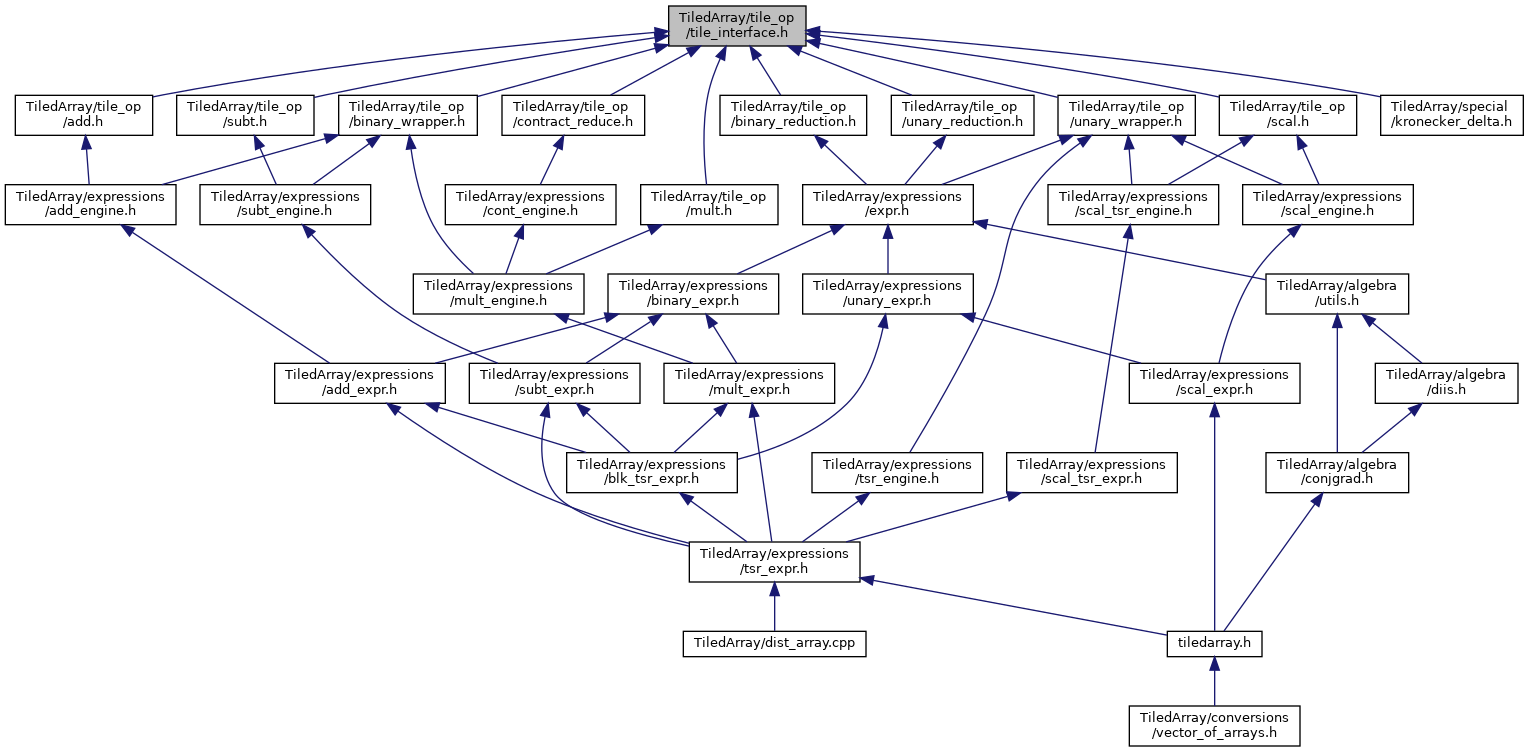 TiledArray/tile_op
/tile_interface.h
TiledArray/tile_op
/add.h
TiledArray/tile_op
/subt.h
TiledArray/tile_op
/binary_wrapper.h
TiledArray/tile_op
/contract_reduce.h
TiledArray/tile_op
/binary_reduction.h
TiledArray/tile_op
/unary_reduction.h
TiledArray/tile_op
/unary_wrapper.h
TiledArray/tile_op
/scal.h
TiledArray/special
/kronecker_delta.h
TiledArray/expressions
/add_engine.h
TiledArray/expressions
/subt_engine.h
TiledArray/expressions
/cont_engine.h
TiledArray/tile_op
/mult.h
TiledArray/expressions
/expr.h
TiledArray/expressions
/scal_tsr_engine.h
TiledArray/expressions
/scal_engine.h
TiledArray/expressions
/mult_engine.h
TiledArray/expressions
/binary_expr.h
TiledArray/expressions
/unary_expr.h
TiledArray/algebra
/utils.h
TiledArray/expressions
/add_expr.h
TiledArray/expressions
/subt_expr.h
TiledArray/expressions
/mult_expr.h
TiledArray/expressions
/scal_expr.h
TiledArray/algebra
/diis.h
TiledArray/expressions
/blk_tsr_expr.h
TiledArray/expressions
/tsr_engine.h
TiledArray/expressions
/scal_tsr_expr.h
TiledArray/algebra
/conjgrad.h
TiledArray/expressions
/tsr_expr.h
TiledArray/dist_array.cpp
tiledarray.h
TiledArray/conversions
/vector_of_arrays.h